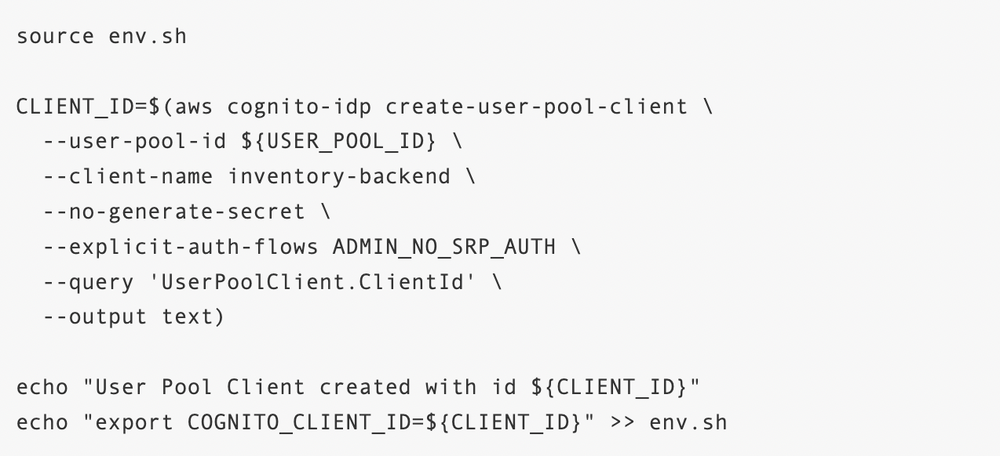 source env.sh

CLIENT_ID=$(aws cognito-idp create-user-pool-client \
  --user-pool-id ${USER_POOL_ID} \
  --client-name inventory-backend \
  --no-generate-secret \
  --explicit-auth-flows ADMIN_NO_SRP_AUTH \
  --query 'UserPoolClient.ClientId' \
  --output text)

echo "User Pool Client created with id ${CLIENT_ID}"
echo "export COGNITO_CLIENT_ID=${CLIENT_ID}" >> env.sh